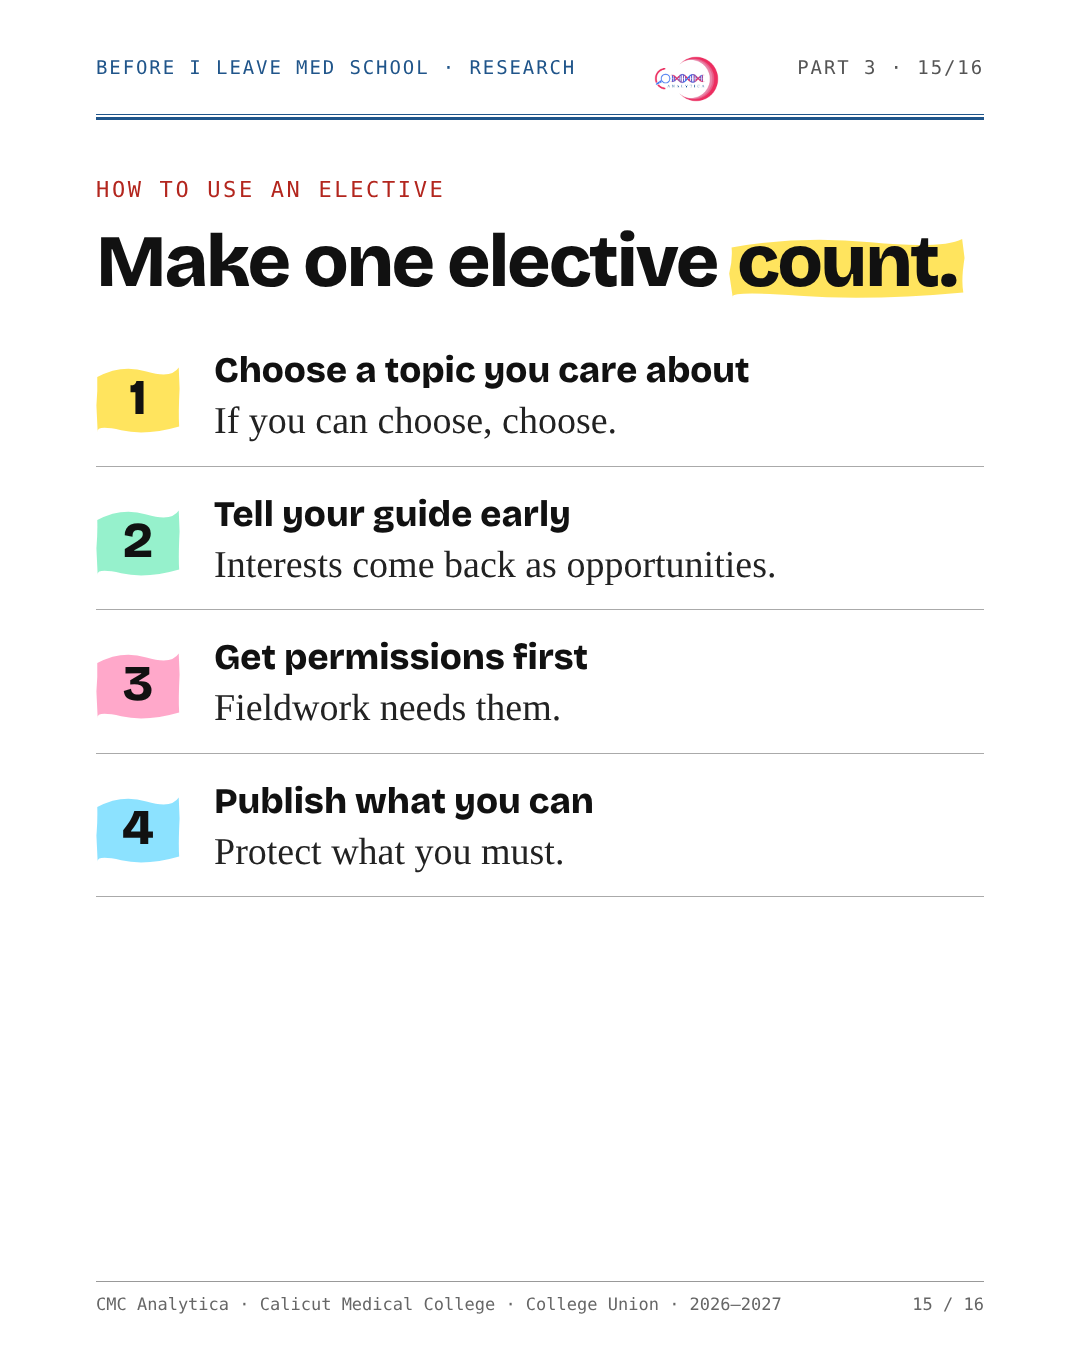 BEFORE I LEAVE MED SCHOOL · RESEARCH
ANALYTICA
PART 3 · 15/16
HOW TO USE AN ELECTIVE
Make one elective count.
1
Choose a topic you care about
If you can choose, choose.
2
Tell your guide early
Interests come back as opportunities.
3
Get permissions first
Fieldwork needs them.
4
Publish what you can
Protect what you must.
CMC Analytica · Calicut Medical College · College Union · 2026–2027
15 / 16